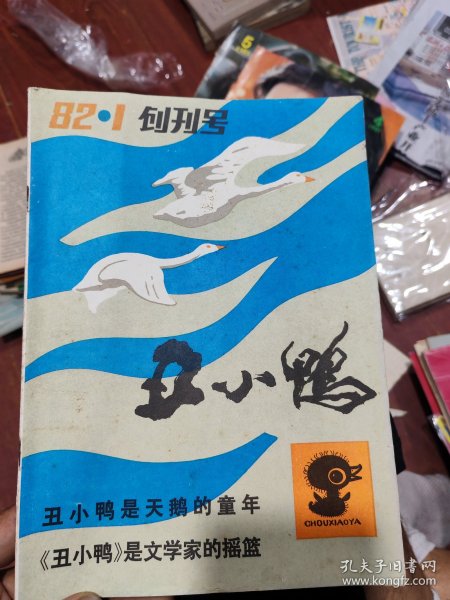 82·1 创刊号
丑小鸭
CHOUXIAOYA
丑小鸭是天鹅的童年
《丑小鸭》是文学家的摇篮
孔夫子旧书网
www.kongfz.com